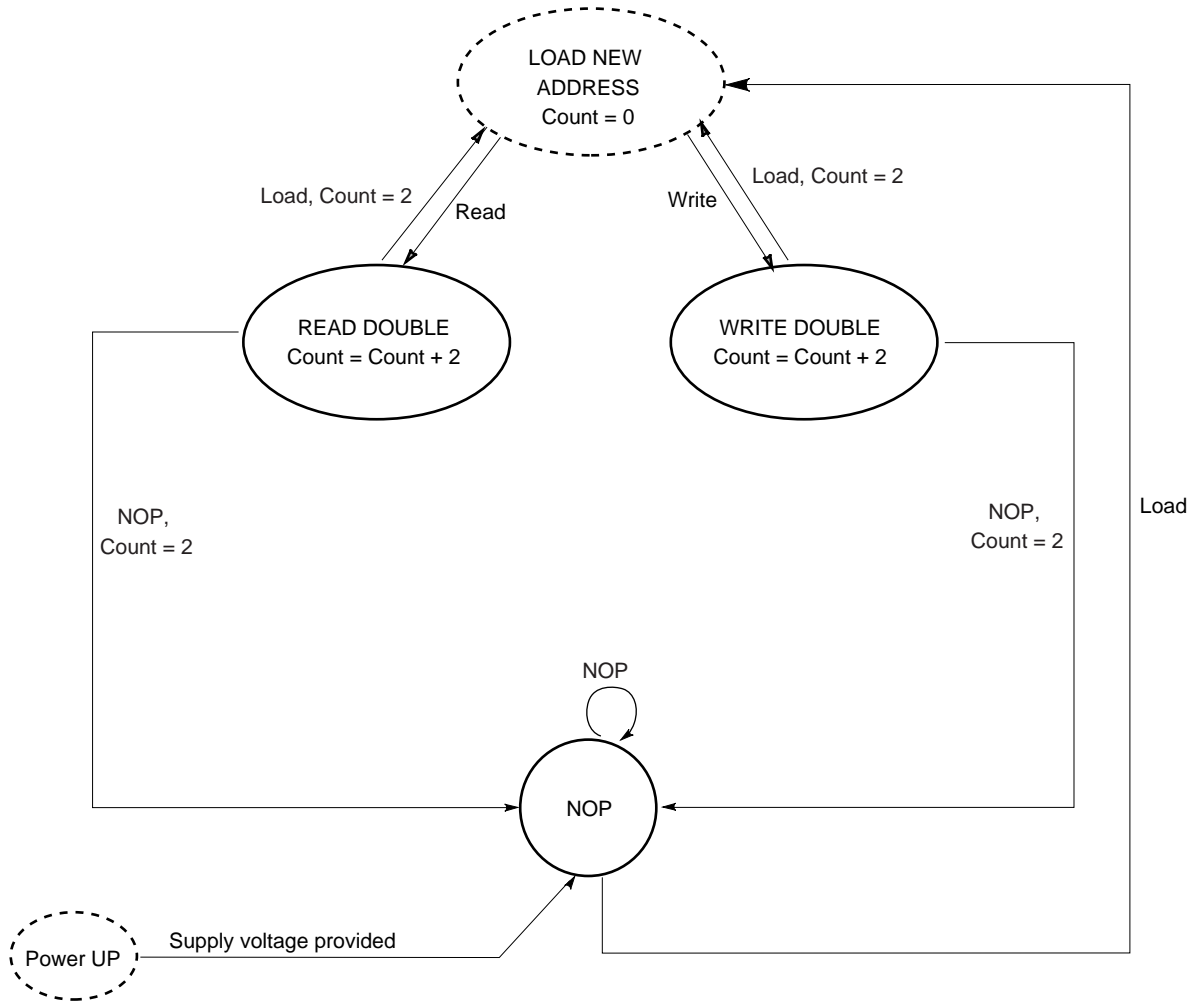 LOAD NEW
ADDRESS
Count = 0
Load, Count = 2
Read
Write
Load, Count = 2
READ DOUBLE
Count = Count + 2
WRITE DOUBLE
Count = Count + 2
NOP,
Count = 2
NOP,
Count = 2
Load
NOP
NOP
Supply voltage provided
Power UP